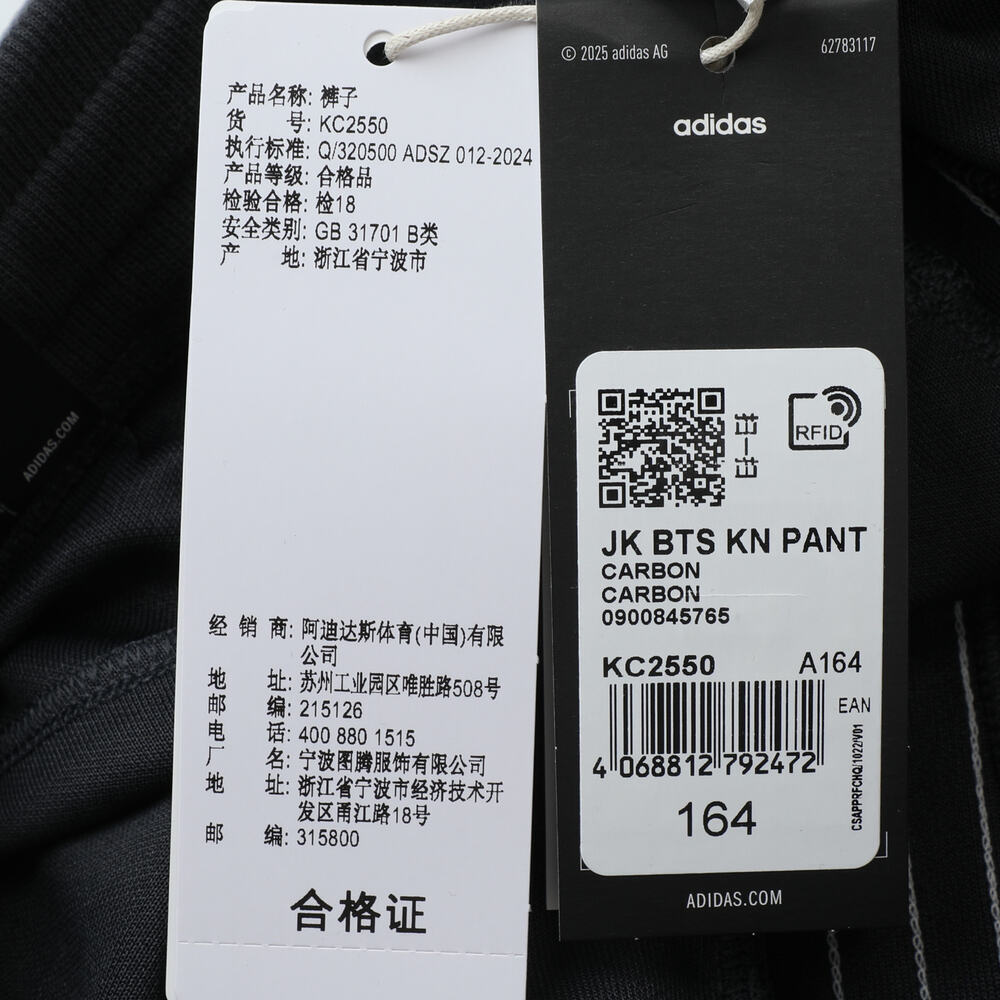 产品名称: 裤子
货 号: KC2550
执行标准: Q/320500 ADSZ 012-2024
产品等级: 合格品
检验合格: 检18
安全类别: GB 31701 B类
产 地: 浙江省宁波市
经 销 商: 阿迪达斯体育(中国)有限
公司
地 址: 苏州工业园区唯胜路508号
邮 编: 215126
电 话: 400 880 1515
厂 名: 宁波图腾服饰有限公司
地 址: 浙江省宁波市经济技术开
发区甬江路18号
邮 编: 315800
合格证
© 2025 adidas AG
62783117
adidas
扫一扫
RFID
JK BTS KN PANT
CARBON
CARBON
0900845765
KC2550 A164
EAN
4 068812 792472
CSAPPRFCHQ/1022/V01
164
ADIDAS.COM
ADIDAS.COM